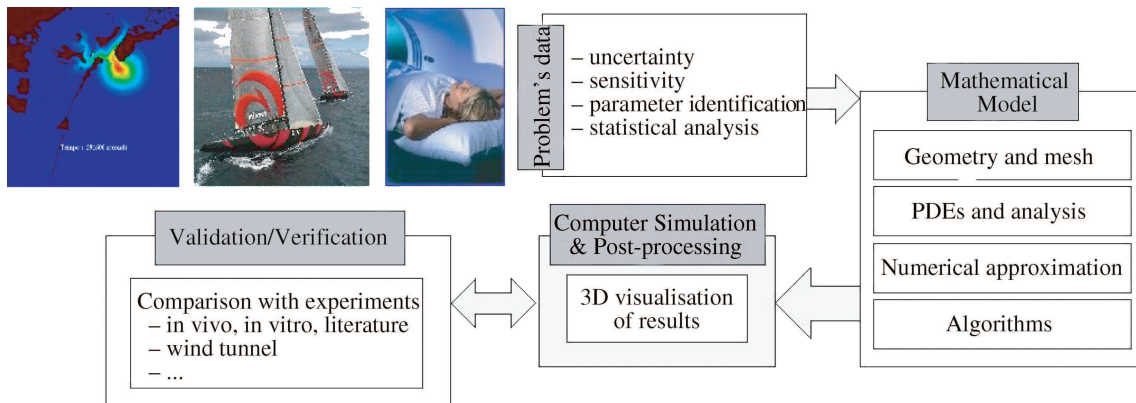 Problem's data
– uncertainty
– sensitivity
– parameter identification
– statistical analysis
Mathematical
Model
Geometry and mesh
PDEs and analysis
Numerical approximation
Algorithms
Computer Simulation
& Post-processing
3D visualisation
of results
Validation/Verification
Comparison with experiments
– in vivo, in vitro, literature
– wind tunnel
– ...